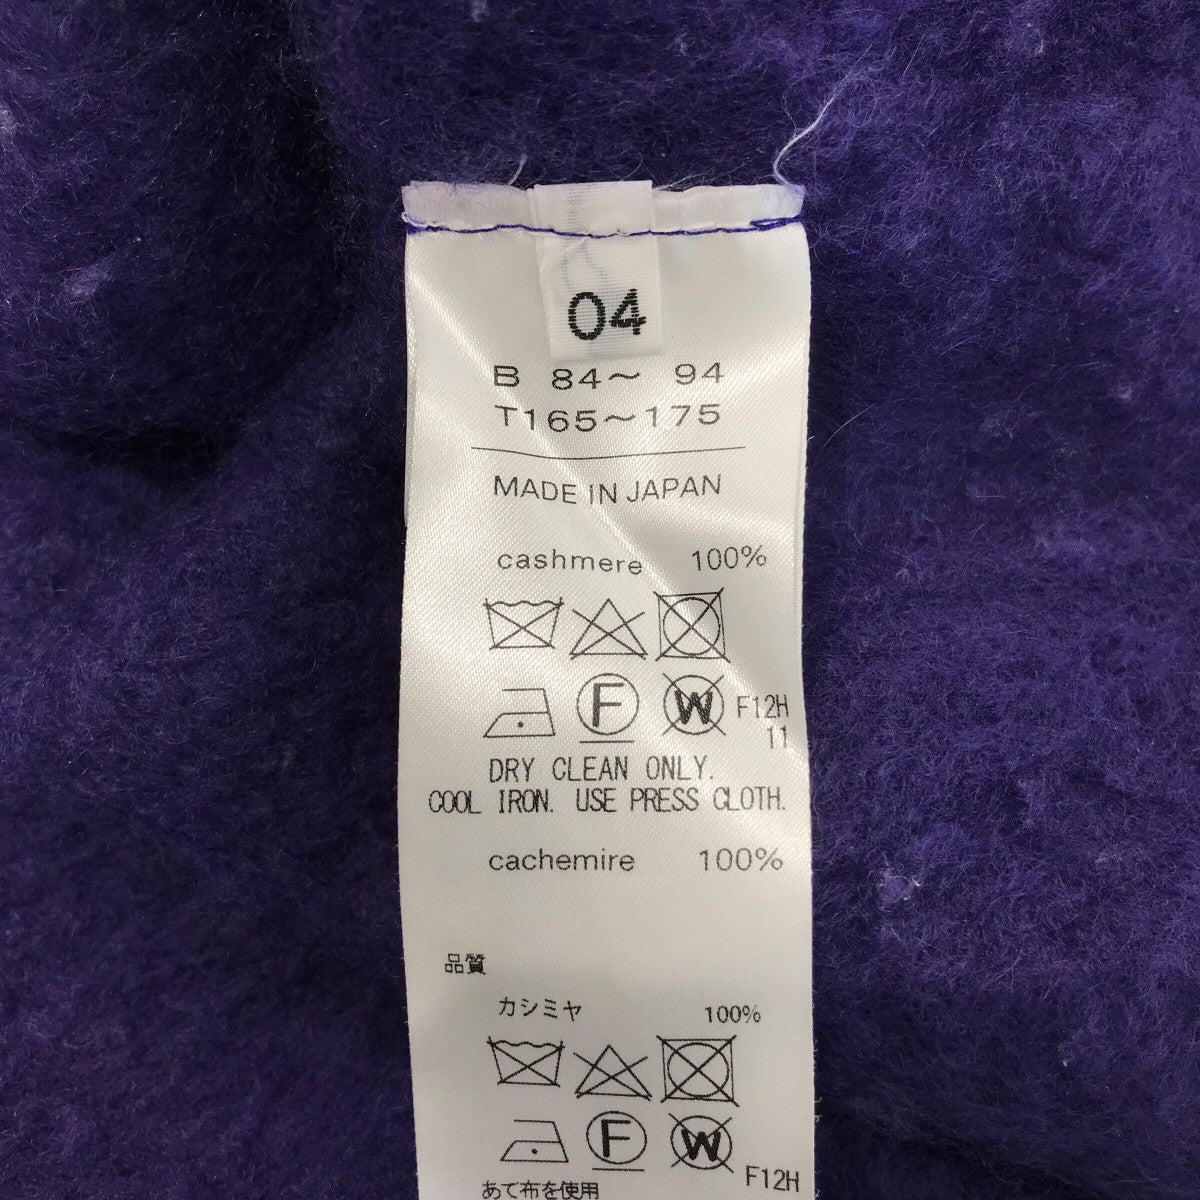 04
B 84～ 94
T165～175
MADE IN JAPAN
cashmere 100%
F W F12H
11
DRY CLEAN ONLY.
COOL IRON. USE PRESS CLOTH.
cachemire 100%
品質
カシミヤ 100%
F W F12H
あて布を使用